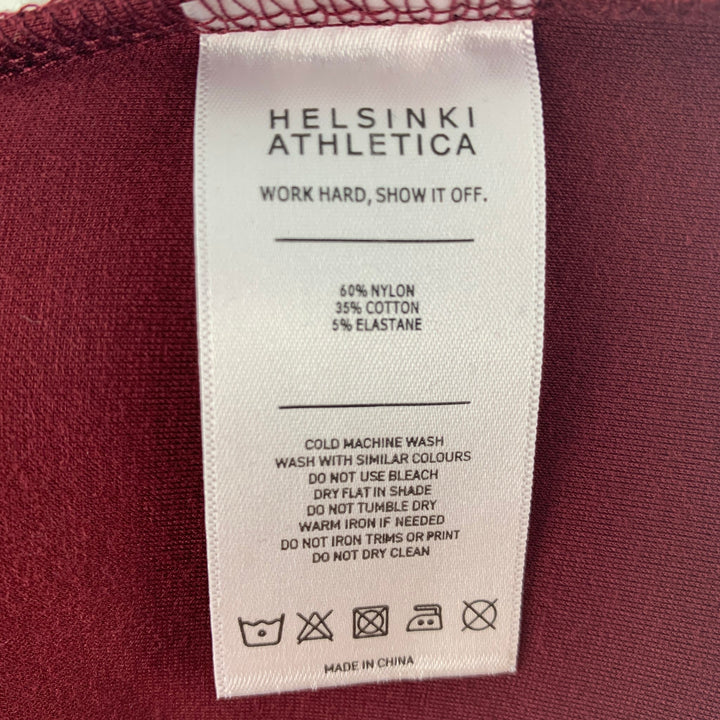 HELSINKI
ATHLETICA
WORK HARD, SHOW IT OFF.
60% NYLON
35% COTTON
5% ELASTANE
COLD MACHINE WASH
WASH WITH SIMILAR COLOURS
DO NOT USE BLEACH
DRY FLAT IN SHADE
DO NOT TUMBLE DRY
WARM IRON IF NEEDED
DO NOT IRON TRIMS OR PRINT
DO NOT DRY CLEAN
MADE IN CHINA